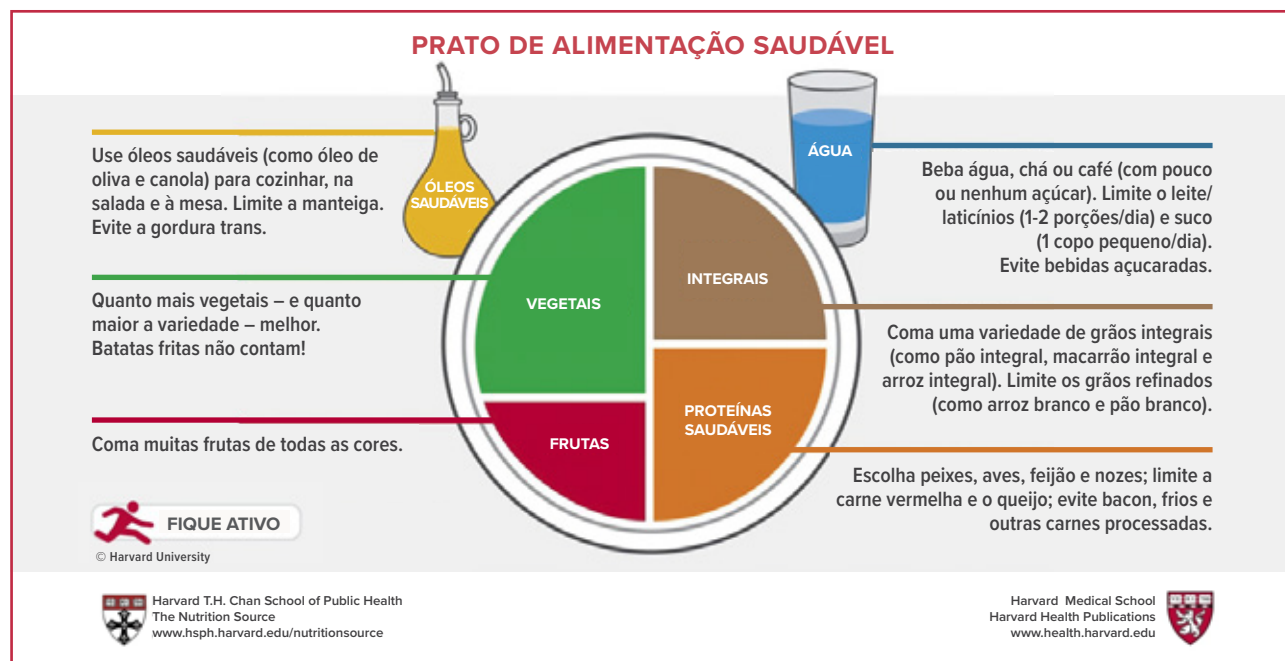 PRATO DE ALIMENTAÇÃO SAUDÁVEL
Use óleos saudáveis (como óleo de
oliva e canola) para cozinhar, na
salada e à mesa. Limite a manteiga.
Evite a gordura trans.
Quanto mais vegetais – e quanto
maior a variedade – melhor.
Batatas fritas não contam!
Coma muitas frutas de todas as cores.
ÓLEOS
SAUDÁVEIS
VEGETAIS
FRUTAS
INTEGRAIS
PROTEÍNAS
SAUDÁVEIS
ÁGUA
Beba água, chá ou café (com pouco
ou nenhum açúcar). Limite o leite/
laticínios (1-2 porções/dia) e suco
(1 copo pequeno/dia).
Evite bebidas açucaradas.
Coma uma variedade de grãos integrais
(como pão integral, macarrão integral e
arroz integral). Limite os grãos refinados
(como arroz branco e pão branco).
Escolha peixes, aves, feijão e nozes; limite a
carne vermelha e o queijo; evite bacon, frios e
outras carnes processadas.
FIQUE ATIVO
© Harvard University
Harvard T.H. Chan School of Public Health
The Nutrition Source
www.hsph.harvard.edu/nutritionsource
Harvard Medical School
Harvard Health Publications
www.health.harvard.edu